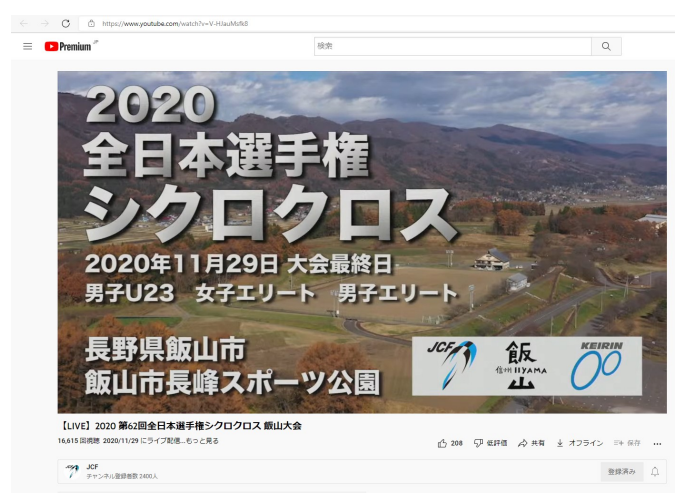 https://www.youtube.com/watch?v=V-HJauMsfk8
Premium JP
検索
2020
全日本選手権
シクロクロス
2020年11月29日 大会最終日
男子U23 女子エリート 男子エリート
長野県飯山市
飯山市長峰スポーツ公園
JCF
飯
信州 IIYAMA
山
KEIRIN
【LIVE】2020 第62回全日本選手権シクロクロス 飯山大会
16,615 回視聴 2020/11/29 にライブ配信...もっと見る
208 低評価 共有 オフライン 保存
JCF
JCF
チャンネル登録者数 2400人
登録済み